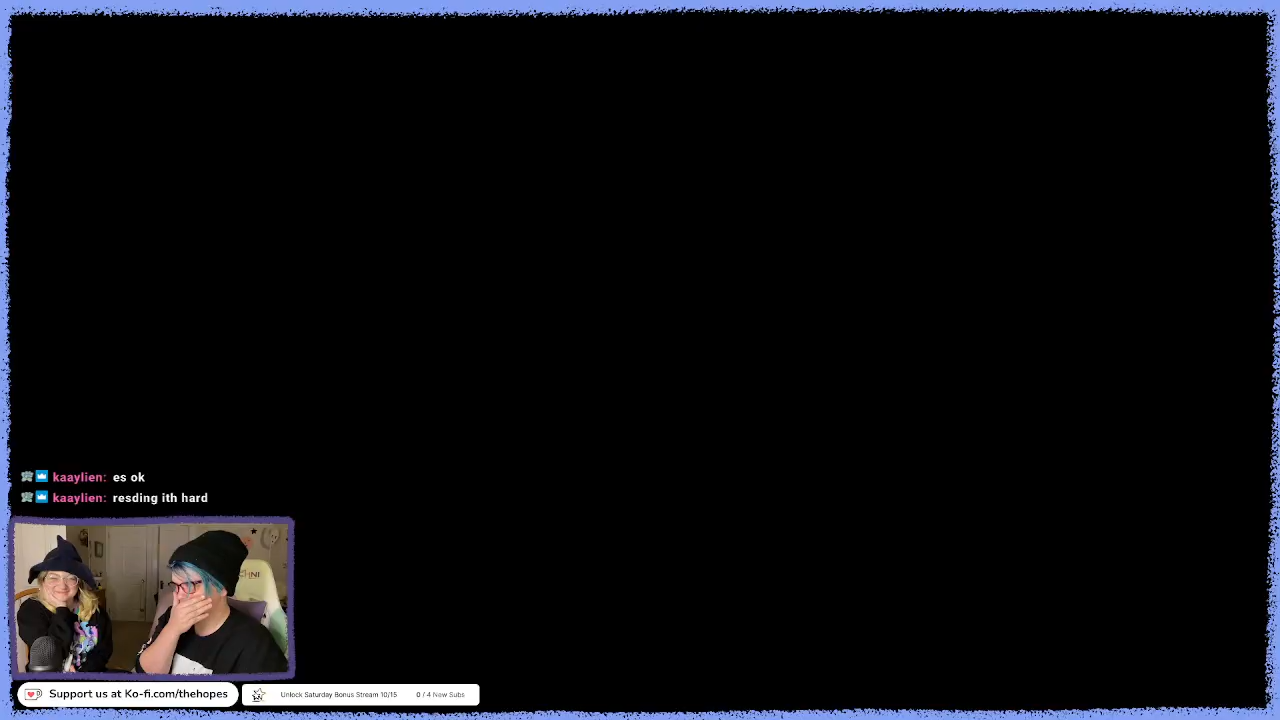 kaaylien: es ok
kaaylien: resding ith hard
Support us at Ko-fi.com/thehopes
Unlock Saturday Bonus Stream 10/15 0 / 4 New Subs